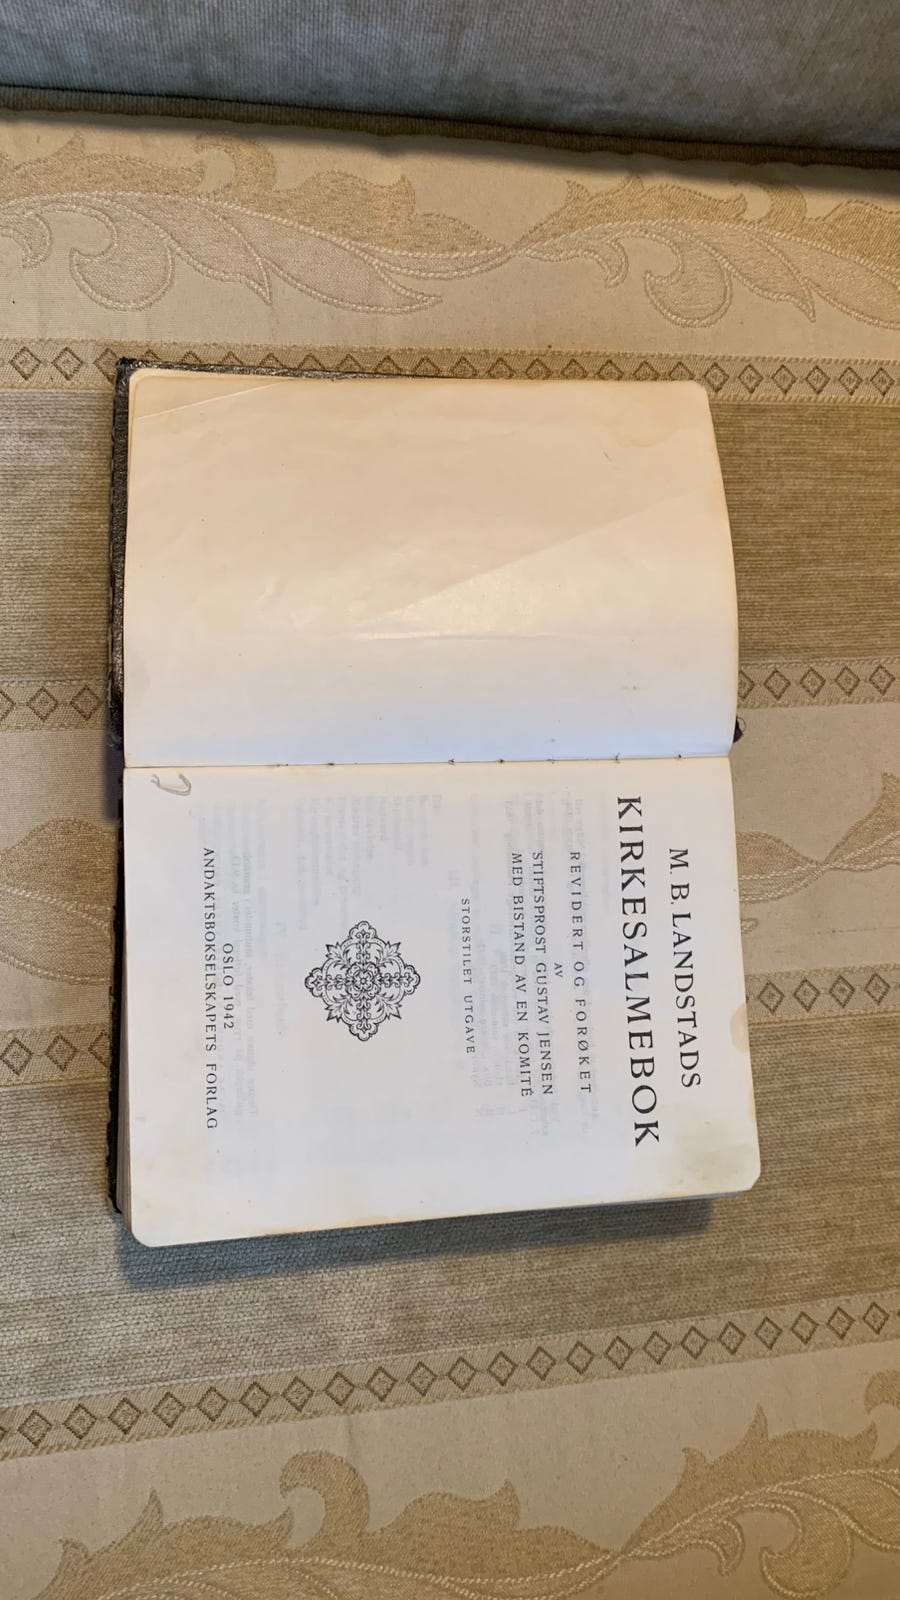 M. B. LANDSTADS
KIRKESALMEBOK
REVIDERT OG FORØKET
AV
STIFTSPROST GUSTAV JENSEN
MED BISTAND AV EN KOMITÉ
STORSTILET UTGAVE
OSLO 1942
ANDAKTSBOKSELSKAPETS FORLAG